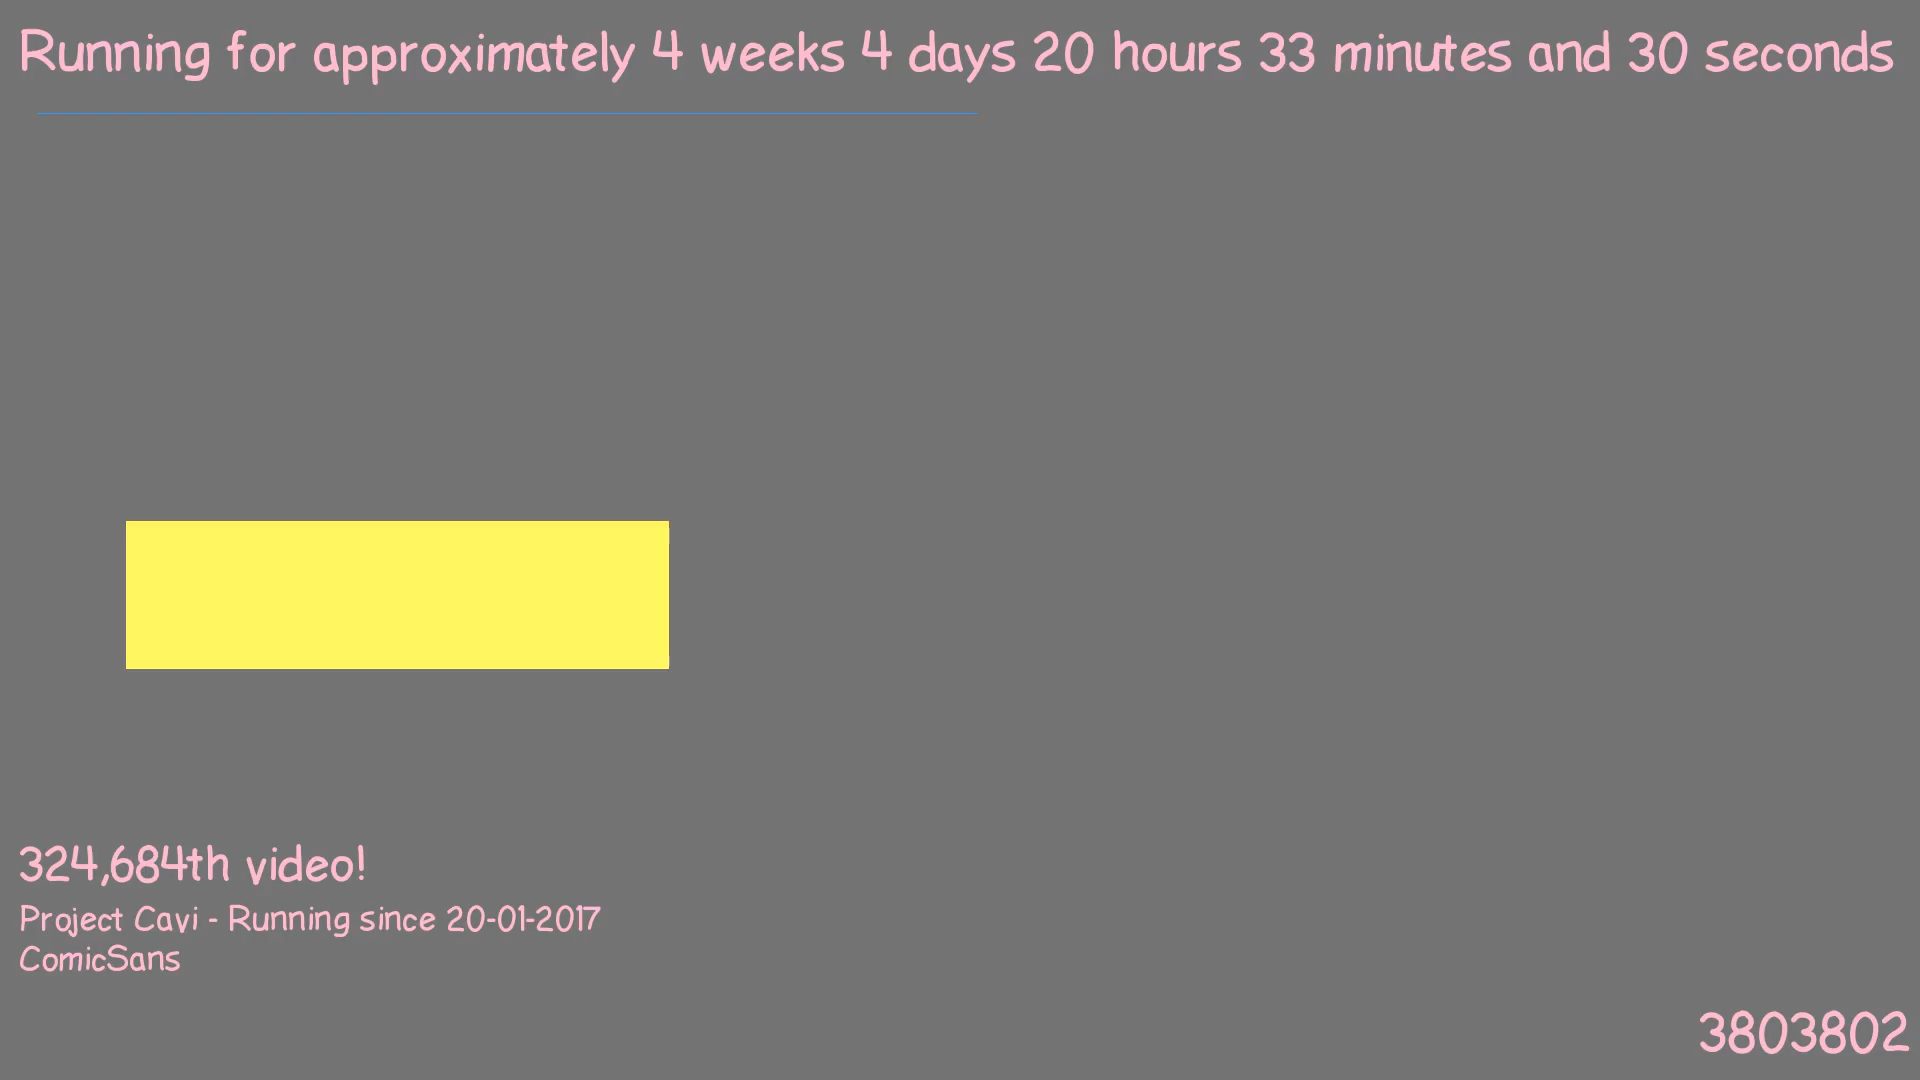 Running for approximately 4 weeks 4 days 20 hours 33 minutes and 30 seconds
324,684th video!
Project Cavi - Running since 20-01-2017
ComicSans
3803802